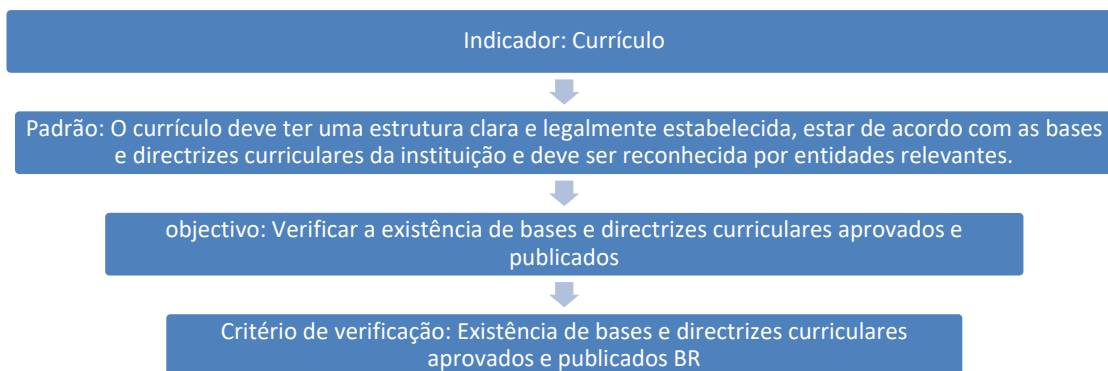 Indicador: Currículo
Padrão: O currículo deve ter uma estrutura clara e legalmente estabelecida, estar de acordo com as bases
e directrizes curriculares da instituição e deve ser reconhecida por entidades relevantes.
objectivo: Verificar a existência de bases e directrizes curriculares aprovados e
publicados
Critério de verificação: Existência de bases e directrizes curriculares
aprovados e publicados BR